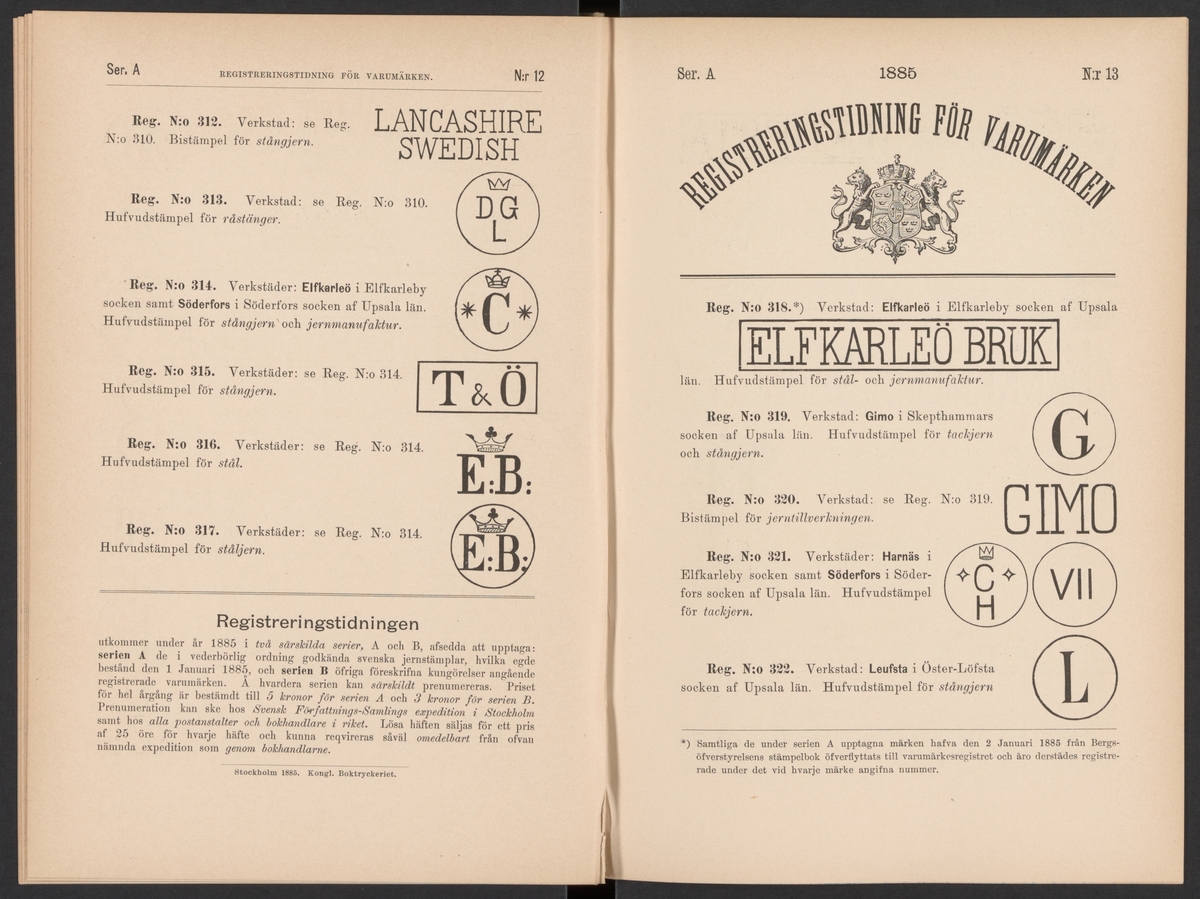 Ser. A REGISTRERINGSTIDNING FÖR VARUMÄRKEN. N:r 12
Reg. N:o 312. Verkstad: se Reg.
N:o 310. Bistämpel för stångjern.
LANCASHIRE
SWEDISH
Reg. N:o 313. Verkstad: se Reg. N:o 310.
Hufvudstämpel för råstänger.
D G
L
Reg. N:o 314. Verkstäder: Elfkarleö i Elfkarleby
socken samt Söderfors i Söderfors socken af Upsala län.
Hufvudstämpel för stångjern och jernmanufaktur.
* C *
Reg. N:o 315. Verkstäder: se Reg. N:o 314.
Hufvudstämpel för stångjern.
T & Ö
Reg. N:o 316. Verkstäder: se Reg. N:o 314.
Hufvudstämpel för stål.
E:B:
Reg. N:o 317. Verkstäder: se Reg. N:o 314.
Hufvudstämpel för ståljern.
E:B:
Registreringstidningen
utkommer under år 1885 i två särskilda serier, A och B, afsedda att upptaga:
serien A de i vederbörlig ordning godkända svenska jernstämplar, hvilka egde
bestånd den 1 Januari 1885, och serien B öfriga föreskrifna kungörelser angående
registrerade varumärken. Å hvardera serien kan särskildt prenumereras. Priset
för hel årgång är bestämdt till 5 kronor för serien A och 3 kronor för serien B.
Prenumeration kan ske hos Svensk Författnings-Samlings expedition i Stockholm
samt hos alla postanstalter och bokhandlare i riket. Lösa häften säljas för ett pris
af 25 öre för hvarje häfte och kunna reqvireras såväl omedelbart från ofvan
nämnda expedition som genom bokhandlarne.
Stockholm 1885. Kongl. Boktryckeriet.
Ser. A 1885 N:r 13
REGISTRERINGSTIDNING FÖR VARUMÄRKEN
Reg. N:o 318.*) Verkstad: Elfkarleö i Elfkarleby socken af Upsala
ELFKARLEÖ BRUK
län. Hufvudstämpel för stål- och jernmanufaktur.
Reg. N:o 319. Verkstad: Gimo i Skepthammars
socken af Upsala län. Hufvudstämpel för tackjern
och stångjern.
G
Reg. N:o 320. Verkstad: se Reg. N:o 319.
Bistämpel för jerntillverkningen.
GIMO
Reg. N:o 321. Verkstäder: Harnäs i
Elfkarleby socken samt Söderfors i Söder-
fors socken af Upsala län. Hufvudstämpel
för tackjern.
C
H
VII
Reg. N:o 322. Verkstad: Leufsta i Öster-Löfsta
socken af Upsala län. Hufvudstämpel för stångjern
L
*) Samtliga de under serien A upptagna märken hafva den 2 Januari 1885 från Bergs-
öfverstyrelsens stämpelbok öfverflyttats till varumärkesregistret och äro derstädes registre-
rade under det vid hvarje märke angifna nummer.